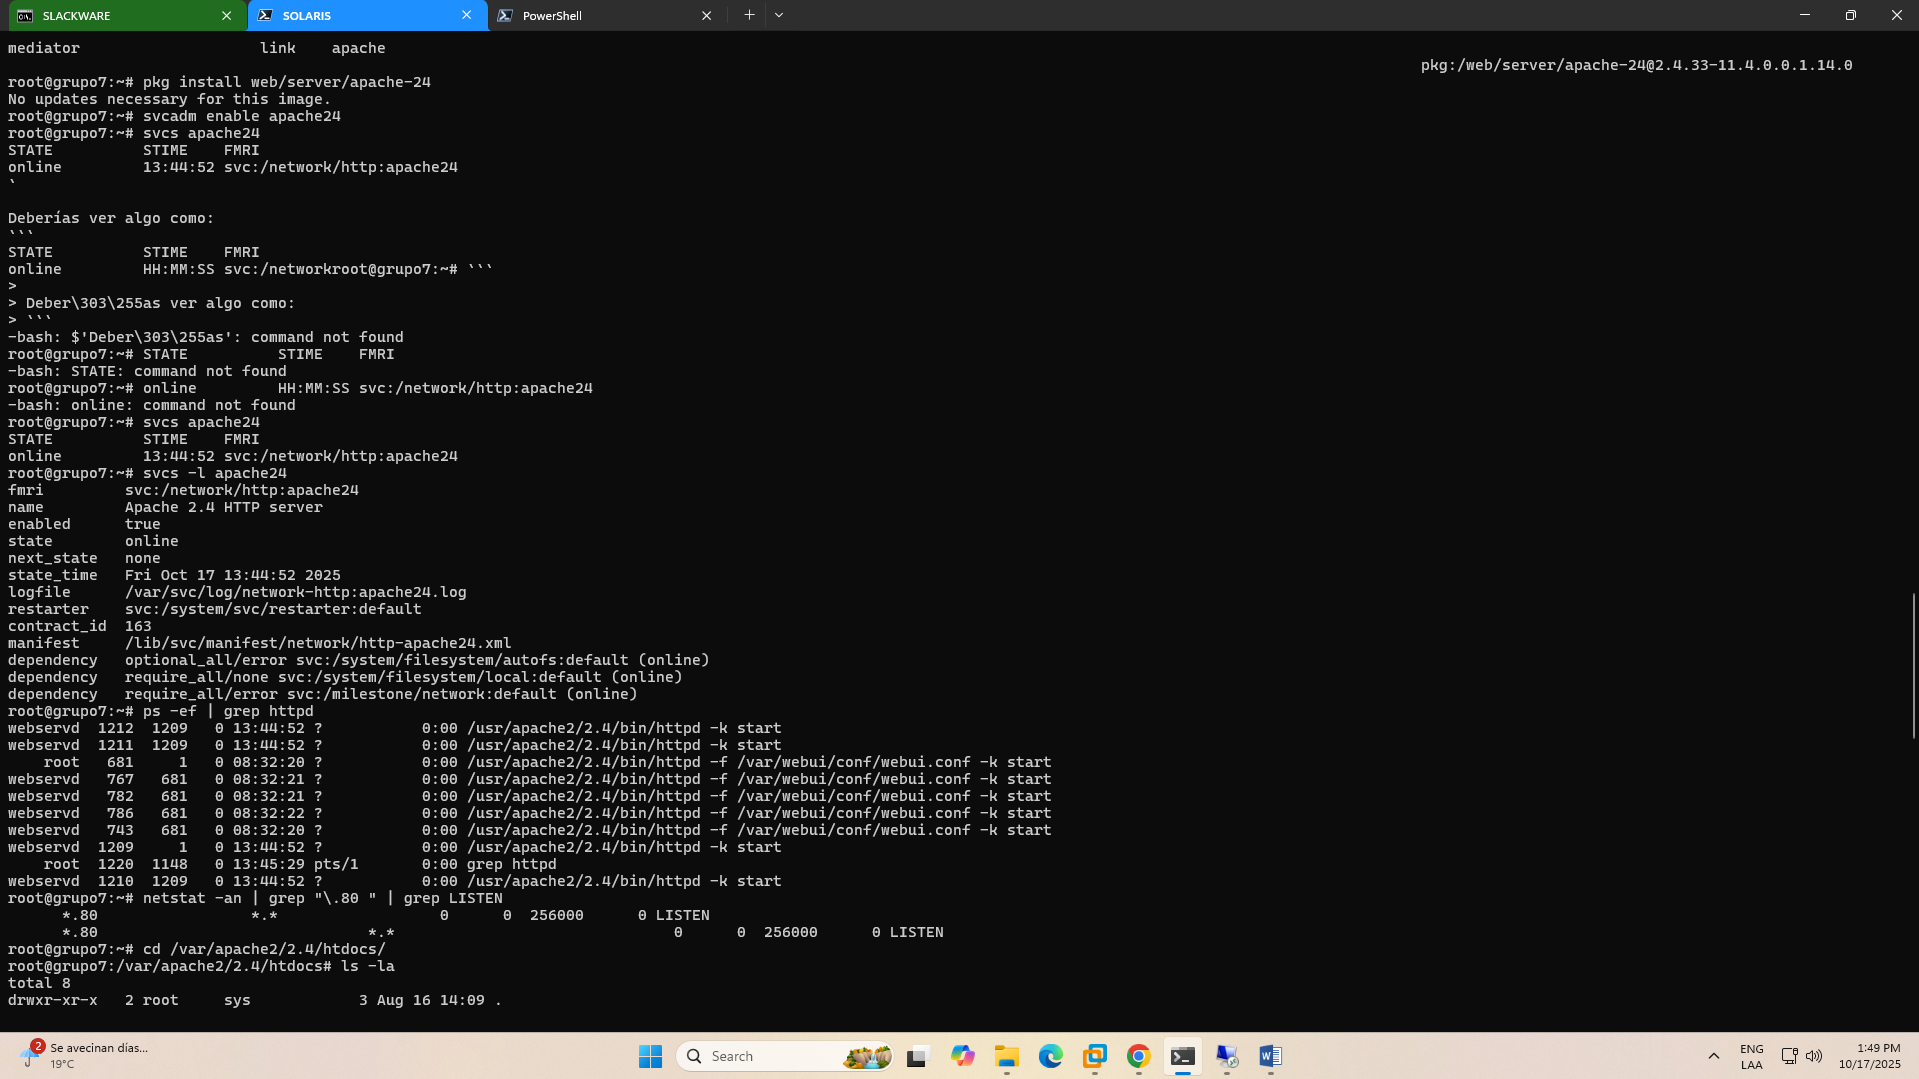 SLACKWARE
SOLARIS
PowerShell
mediator                    link    apache
pkg:/web/server/apache-24@2.4.33-11.4.0.0.1.14.0
root@grupo7:~# pkg install web/server/apache-24
No updates necessary for this image.
root@grupo7:~# svcadm enable apache24
root@grupo7:~# svcs apache24
STATE          STIME    FMRI
online         13:44:52 svc:/network/http:apache24
`
Deberías ver algo como:
```
STATE          STIME    FMRI
online         HH:MM:SS svc:/networkroot@grupo7:~# ```
>
> Deber\303\255as ver algo como:
> ```
-bash: $'Deber\303\255as': command not found
root@grupo7:~# STATE          STIME    FMRI
-bash: STATE: command not found
root@grupo7:~# online         HH:MM:SS svc:/network/http:apache24
-bash: online: command not found
root@grupo7:~# svcs apache24
STATE          STIME    FMRI
online         13:44:52 svc:/network/http:apache24
root@grupo7:~# svcs -l apache24
fmri         svc:/network/http:apache24
name         Apache 2.4 HTTP server
enabled      true
state        online
next_state   none
state_time   Fri Oct 17 13:44:52 2025
logfile      /var/svc/log/network-http:apache24.log
restarter    svc:/system/svc/restarter:default
contract_id  163
manifest     /lib/svc/manifest/network/http-apache24.xml
dependency   optional_all/error svc:/system/filesystem/autofs:default (online)
dependency   require_all/none svc:/system/filesystem/local:default (online)
dependency   require_all/error svc:/milestone/network:default (online)
root@grupo7:~# ps -ef | grep httpd
webservd  1212  1209   0 13:44:52 ?           0:00 /usr/apache2/2.4/bin/httpd -k start
webservd  1211  1209   0 13:44:52 ?           0:00 /usr/apache2/2.4/bin/httpd -k start
    root   681     1   0 08:32:20 ?           0:00 /usr/apache2/2.4/bin/httpd -f /var/webui/conf/webui.conf -k start
webservd   767   681   0 08:32:21 ?           0:00 /usr/apache2/2.4/bin/httpd -f /var/webui/conf/webui.conf -k start
webservd   782   681   0 08:32:21 ?           0:00 /usr/apache2/2.4/bin/httpd -f /var/webui/conf/webui.conf -k start
webservd   786   681   0 08:32:22 ?           0:00 /usr/apache2/2.4/bin/httpd -f /var/webui/conf/webui.conf -k start
webservd   743   681   0 08:32:20 ?           0:00 /usr/apache2/2.4/bin/httpd -f /var/webui/conf/webui.conf -k start
webservd  1209     1   0 13:44:52 ?           0:00 /usr/apache2/2.4/bin/httpd -k start
    root  1220  1148   0 13:45:29 pts/1       0:00 grep httpd
webservd  1210  1209   0 13:44:52 ?           0:00 /usr/apache2/2.4/bin/httpd -k start
root@grupo7:~# netstat -an | grep "\.80 " | grep LISTEN
      *.80                 *.*                  0      0  256000      0 LISTEN
      *.80                              *.*                               0      0  256000      0 LISTEN
root@grupo7:~# cd /var/apache2/2.4/htdocs/
root@grupo7:/var/apache2/2.4/htdocs# ls -la
total 8
drwxr-xr-x   2 root     sys            3 Aug 16 14:09 .
2
Se avecinan días...
19°C
Search
ENG
LAA
1:49 PM
10/17/2025